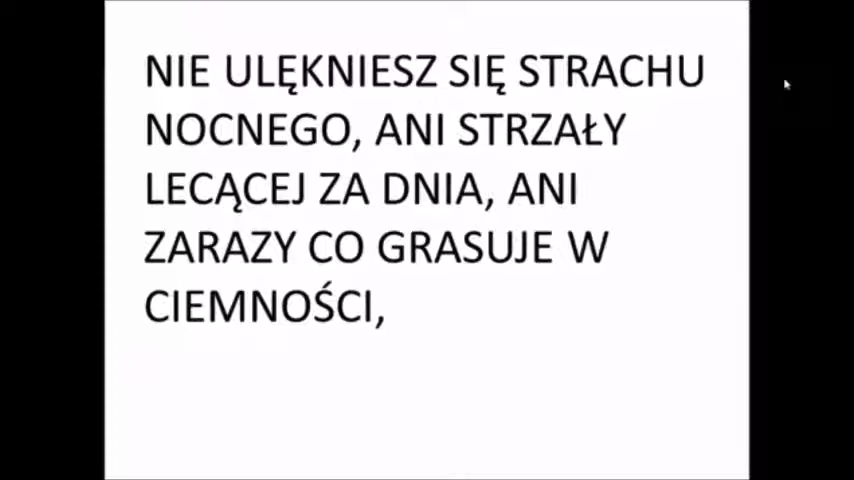 NIE ULĘKNIESZ SIĘ STRACHU
NOCNEGO, ANI STRZAŁY
LECĄCEJ ZA DNIA, ANI
ZARAZY CO GRASUJE W
CIEMNOŚCI,